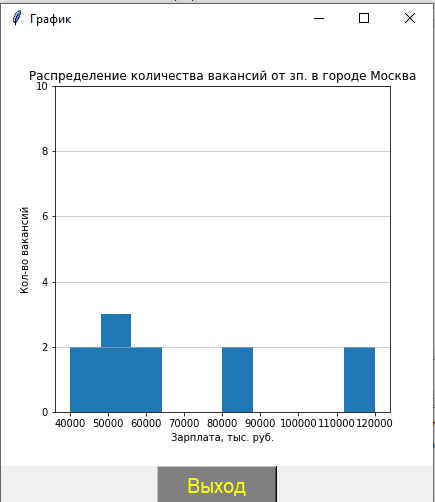 График
Распределение количества вакансий от зп. в городе Москва
10
8
6
4
2
0
Кол-во вакансий
40000 50000 60000 70000 80000 90000 100000 110000 120000
Зарплата, тыс. руб.
Выход